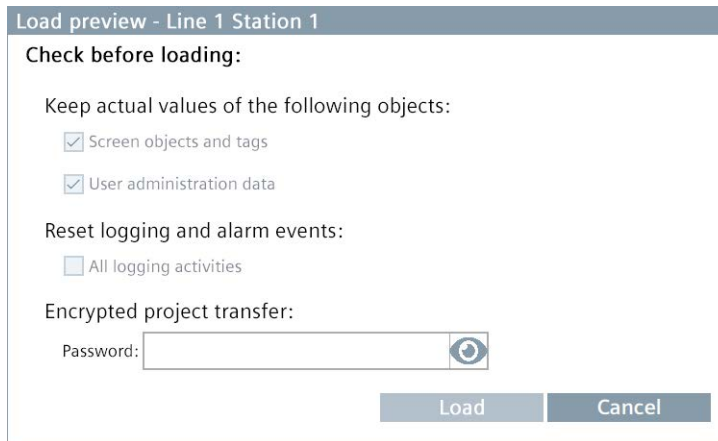 Load preview - Line 1 Station 1
Check before loading:
Keep actual values of the following objects:
Screen objects and tags
User administration data
Reset logging and alarm events:
All logging activities
Encrypted project transfer:
Password:
Load Cancel